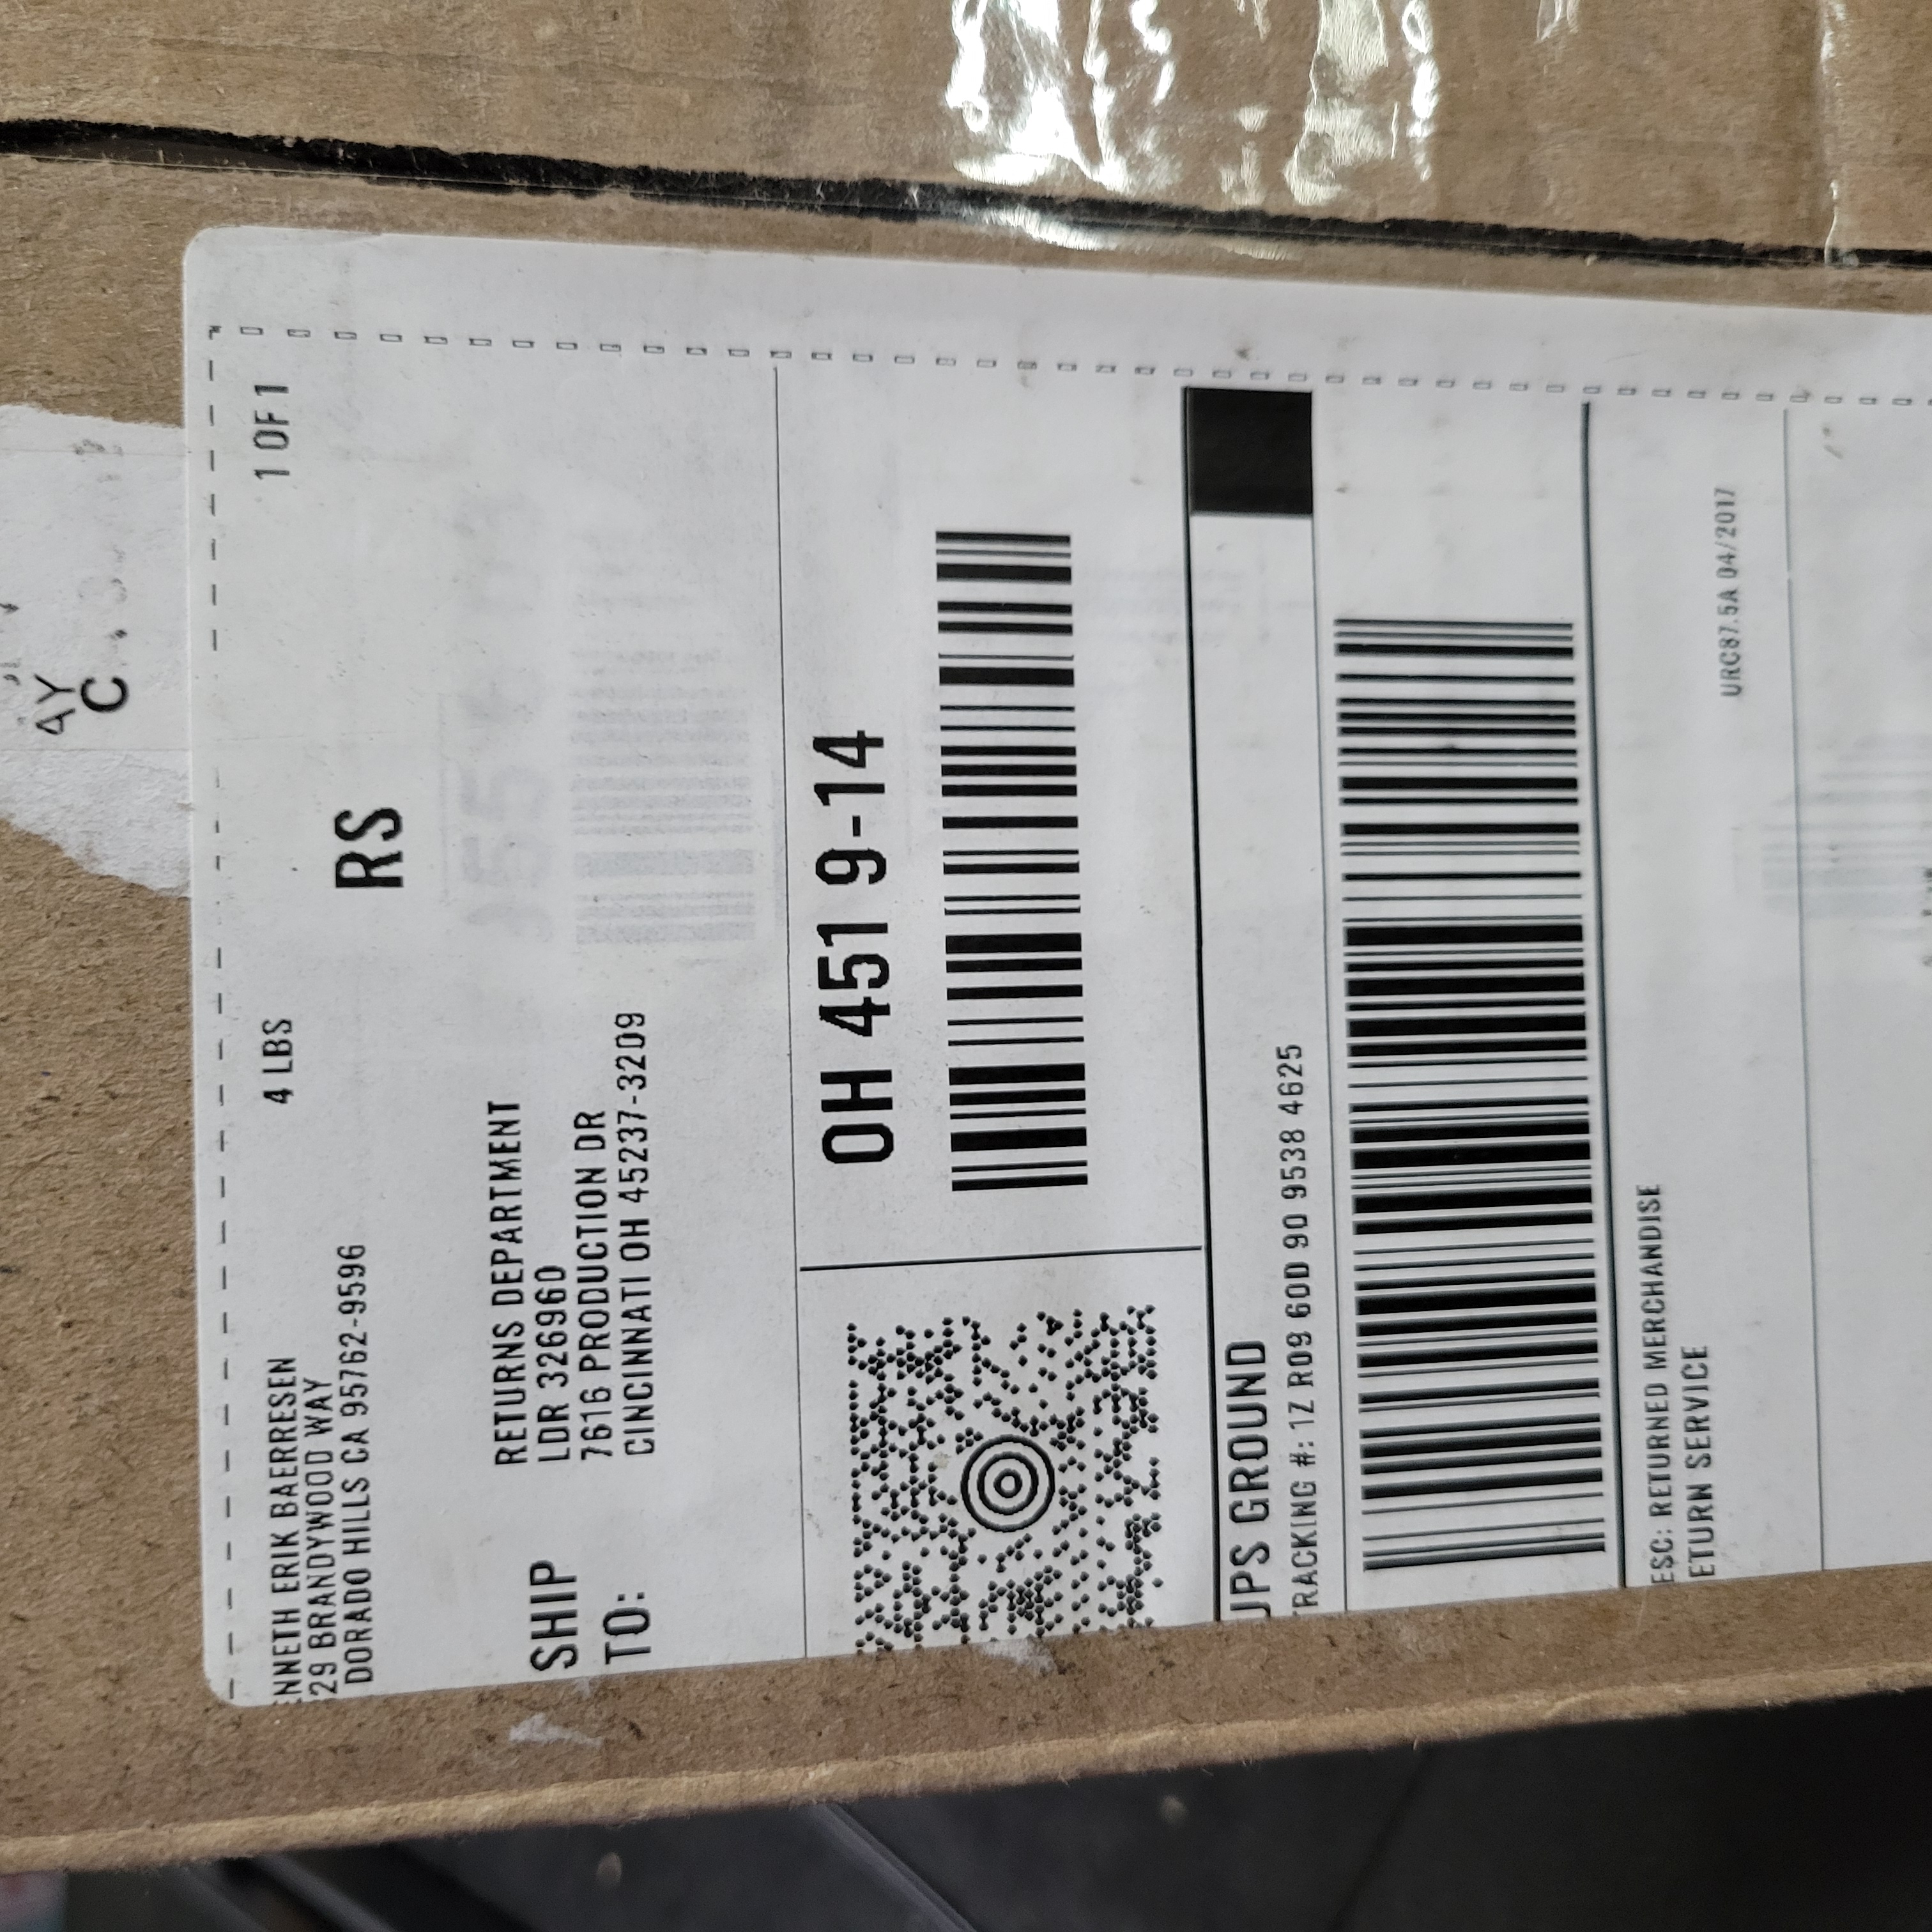 AY
C
NNETH ERIK BAERRESEN
29 BRANDYWOOD WAY
DORADO HILLS CA 95762-9596
4 LBS
1 OF 1
RS
SHIP
TO:
RETURNS DEPARTMENT
LDR 326960
7616 PRODUCTION DR
CINCINNATI OH 45237-3209
OH 451 9-14
UPS GROUND
TRACKING #: 1Z R09 60D 90 9538 4625
ESC: RETURNED MERCHANDISE
ETURN SERVICE
URC87.5A 04/2017